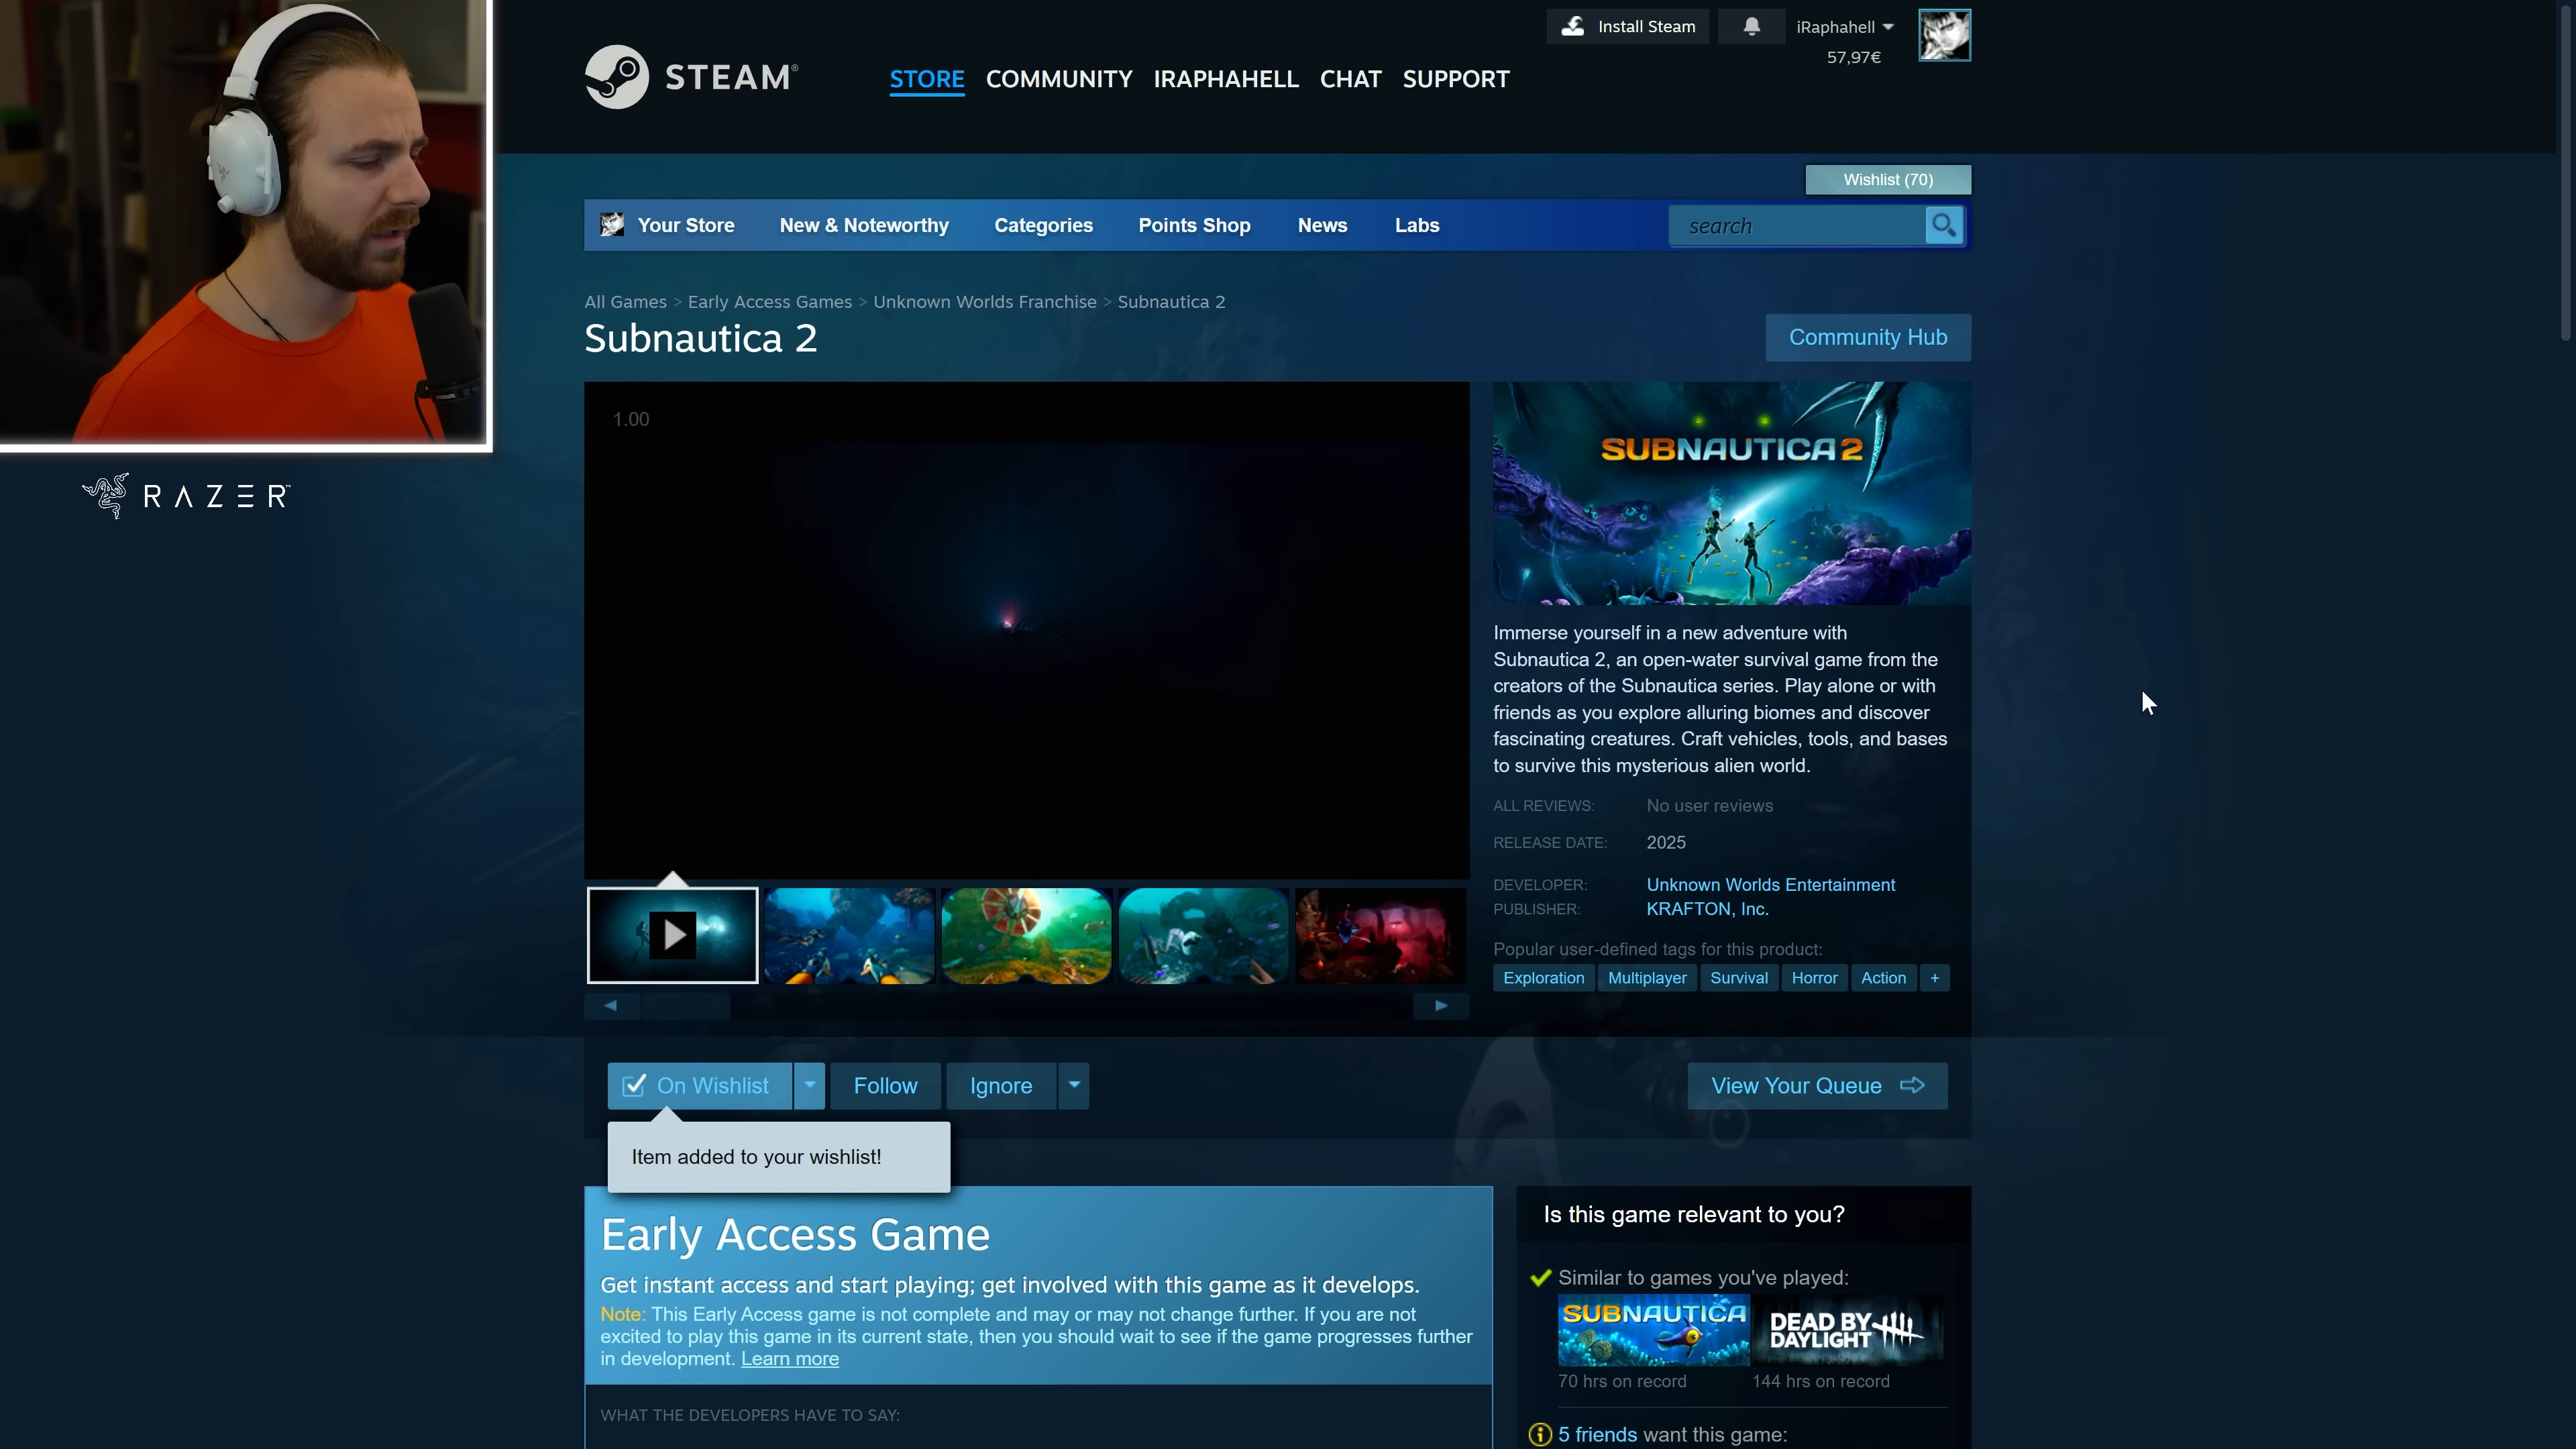 Install Steam
iRaphahell
57,97€
STEAM®
STORE COMMUNITY IRAPHAHELL CHAT SUPPORT
Wishlist (70)
Your Store New & Noteworthy Categories Points Shop News Labs search
All Games > Early Access Games > Unknown Worlds Franchise > Subnautica 2
Subnautica 2
Community Hub
1.00
SUBNAUTICA 2
RAZER™
Immerse yourself in a new adventure with
Subnautica 2, an open-water survival game from the
creators of the Subnautica series. Play alone or with
friends as you explore alluring biomes and discover
fascinating creatures. Craft vehicles, tools, and bases
to survive this mysterious alien world.
ALL REVIEWS: No user reviews
RELEASE DATE: 2025
DEVELOPER: Unknown Worlds Entertainment
PUBLISHER: KRAFTON, Inc.
Popular user-defined tags for this product:
Exploration Multiplayer Survival Horror Action +
On Wishlist Follow Ignore View Your Queue
Item added to your wishlist!
Early Access Game
Get instant access and start playing; get involved with this game as it develops.
Note: This Early Access game is not complete and may or may not change further. If you are not
excited to play this game in its current state, then you should wait to see if the game progresses further
in development. Learn more
WHAT THE DEVELOPERS HAVE TO SAY:
Is this game relevant to you?
Similar to games you've played:
SUBNAUTICA
DEAD BY
DAYLIGHT
70 hrs on record 144 hrs on record
5 friends want this game: